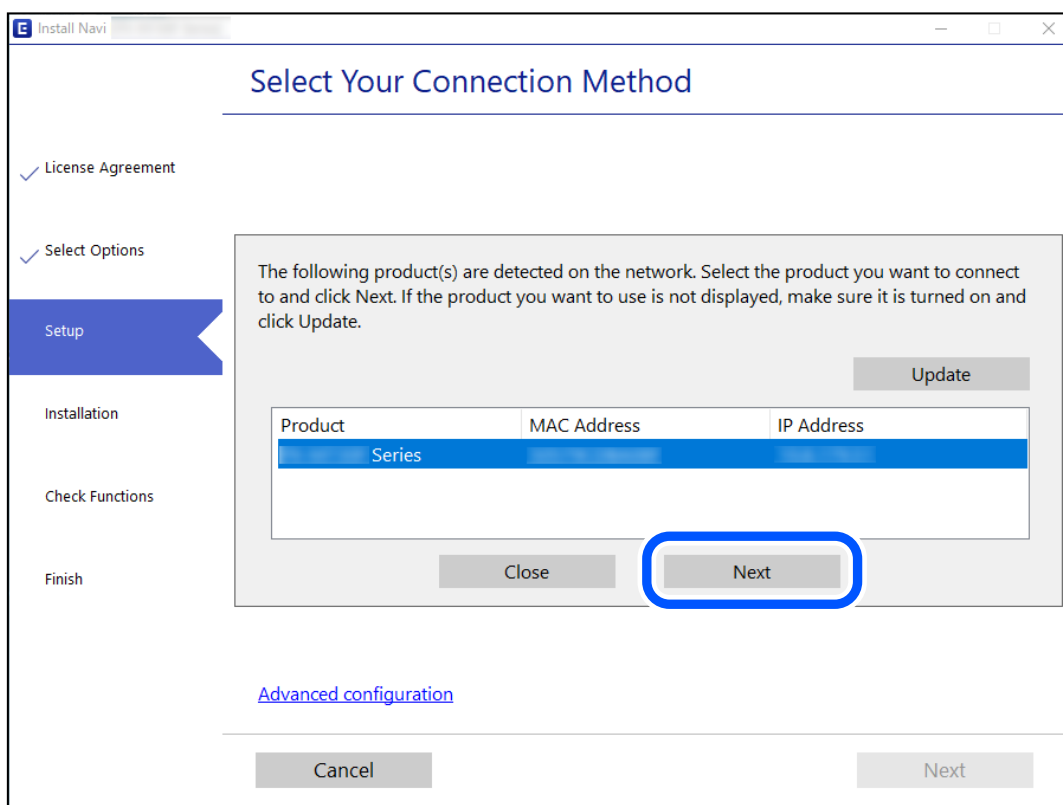 E Install Navi
Select Your Connection Method
License Agreement
Select Options
Setup
Installation
Check Functions
Finish
The following product(s) are detected on the network. Select the product you want to connect
to and click Next. If the product you want to use is not displayed, make sure it is turned on and
click Update.
Update
Product MAC Address IP Address
Series
Close Next
Advanced configuration
Cancel Next